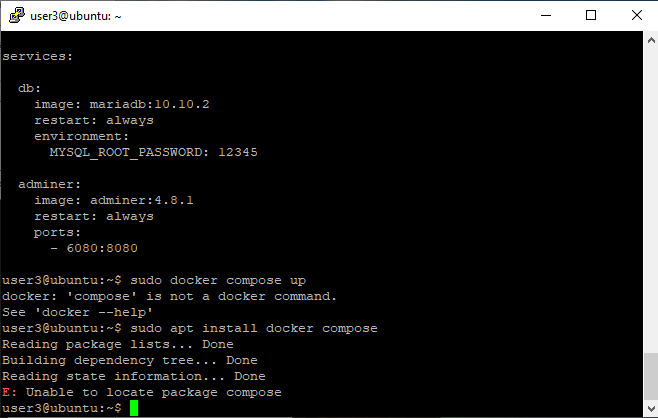 user3@ubuntu: ~
services:
  db:
    image: mariadb:10.10.2
    restart: always
    environment:
      MYSQL_ROOT_PASSWORD: 12345
  adminer:
    image: adminer:4.8.1
    restart: always
    ports:
      - 6080:8080
user3@ubuntu:~$ sudo docker compose up
docker: 'compose' is not a docker command.
See 'docker --help'
user3@ubuntu:~$ sudo apt install docker compose
Reading package lists... Done
Building dependency tree... Done
Reading state information... Done
E: Unable to locate package compose
user3@ubuntu:~$